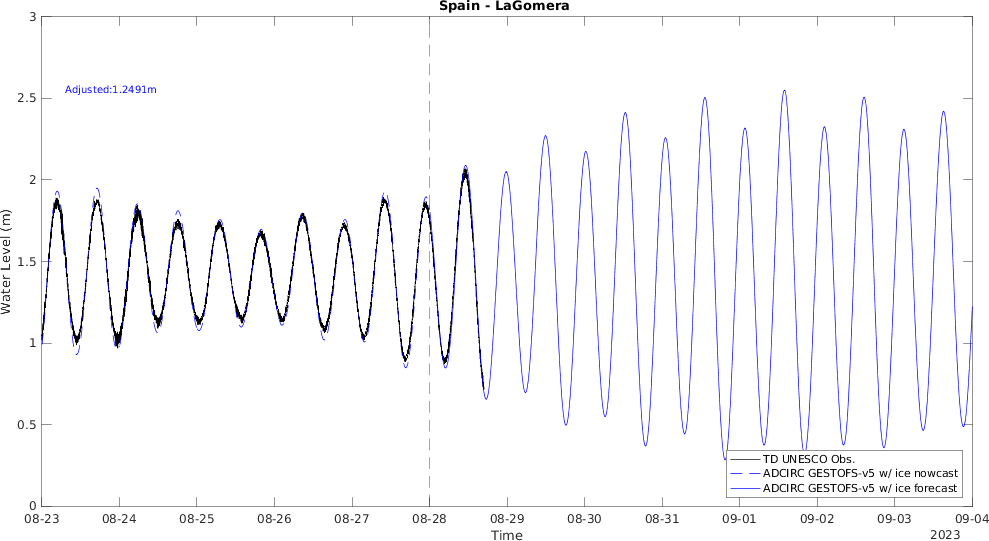 Spain - LaGomera
Adjusted:1.2491m
Water Level (m)
3
2.5
2
1.5
1
0.5
0
TD UNESCO Obs.
ADCIRC GESTOFS-v5 w/ ice nowcast
ADCIRC GESTOFS-v5 w/ ice forecast
08-23 08-24 08-25 08-26 08-27 08-28 08-29 08-30 08-31 09-01 09-02 09-03 09-04
Time
2023